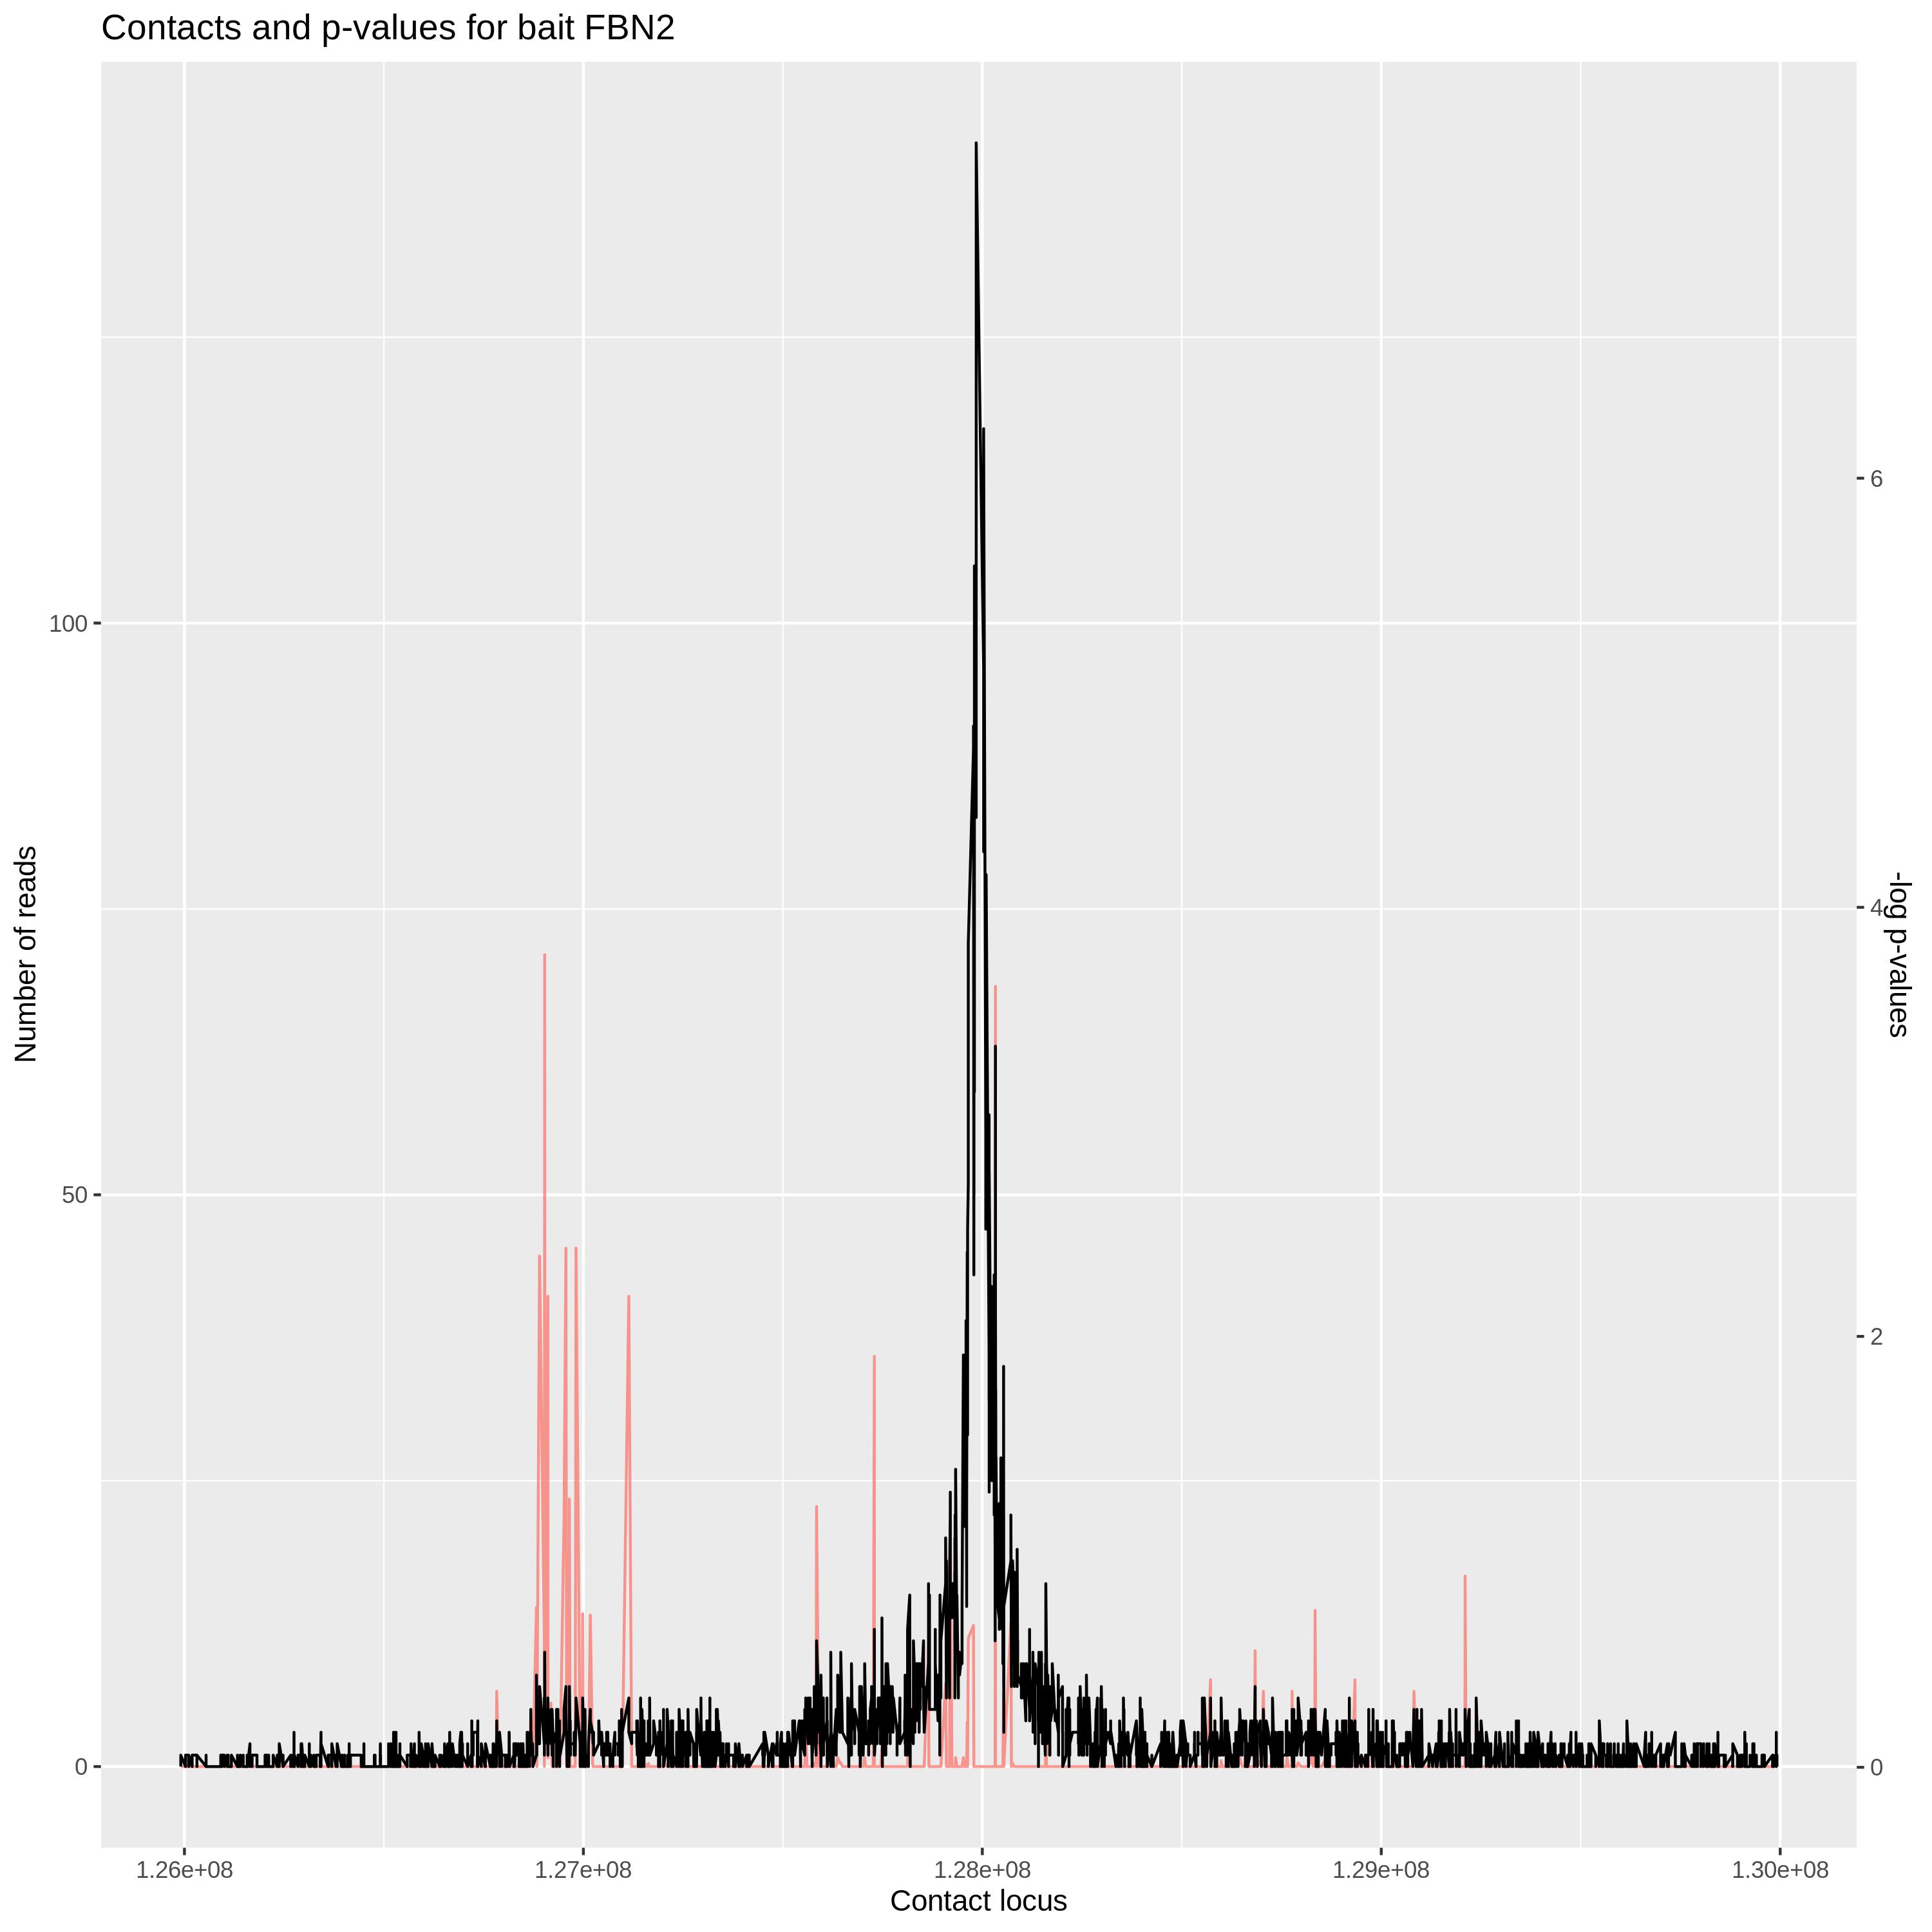 Contacts and p-values for bait FBN2
Number of reads
100
50
0
6
4
2
0
-log p-values
1.26e+08
1.27e+08
1.28e+08
1.29e+08
1.30e+08
Contact locus